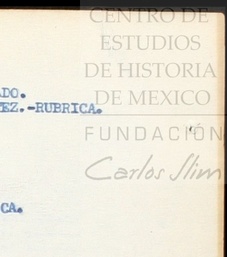 CENTRO DE
ESTUDIOS
DE HISTORIA
DE MEXICO
FUNDACIÓN
Carlos Slim
ADO.
EZ.-RUBRICA.
CA.